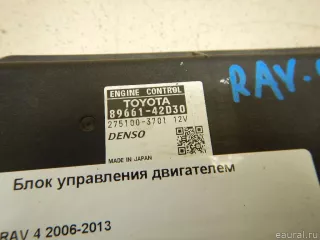 ENGINE CONTROL
TOYOTA
89661-42D30
275100-3701 12V
DENSO
MADE IN JAPAN
RAV-
Блок управления двигателем
RAV 4 2006-2013
© eaural.ru